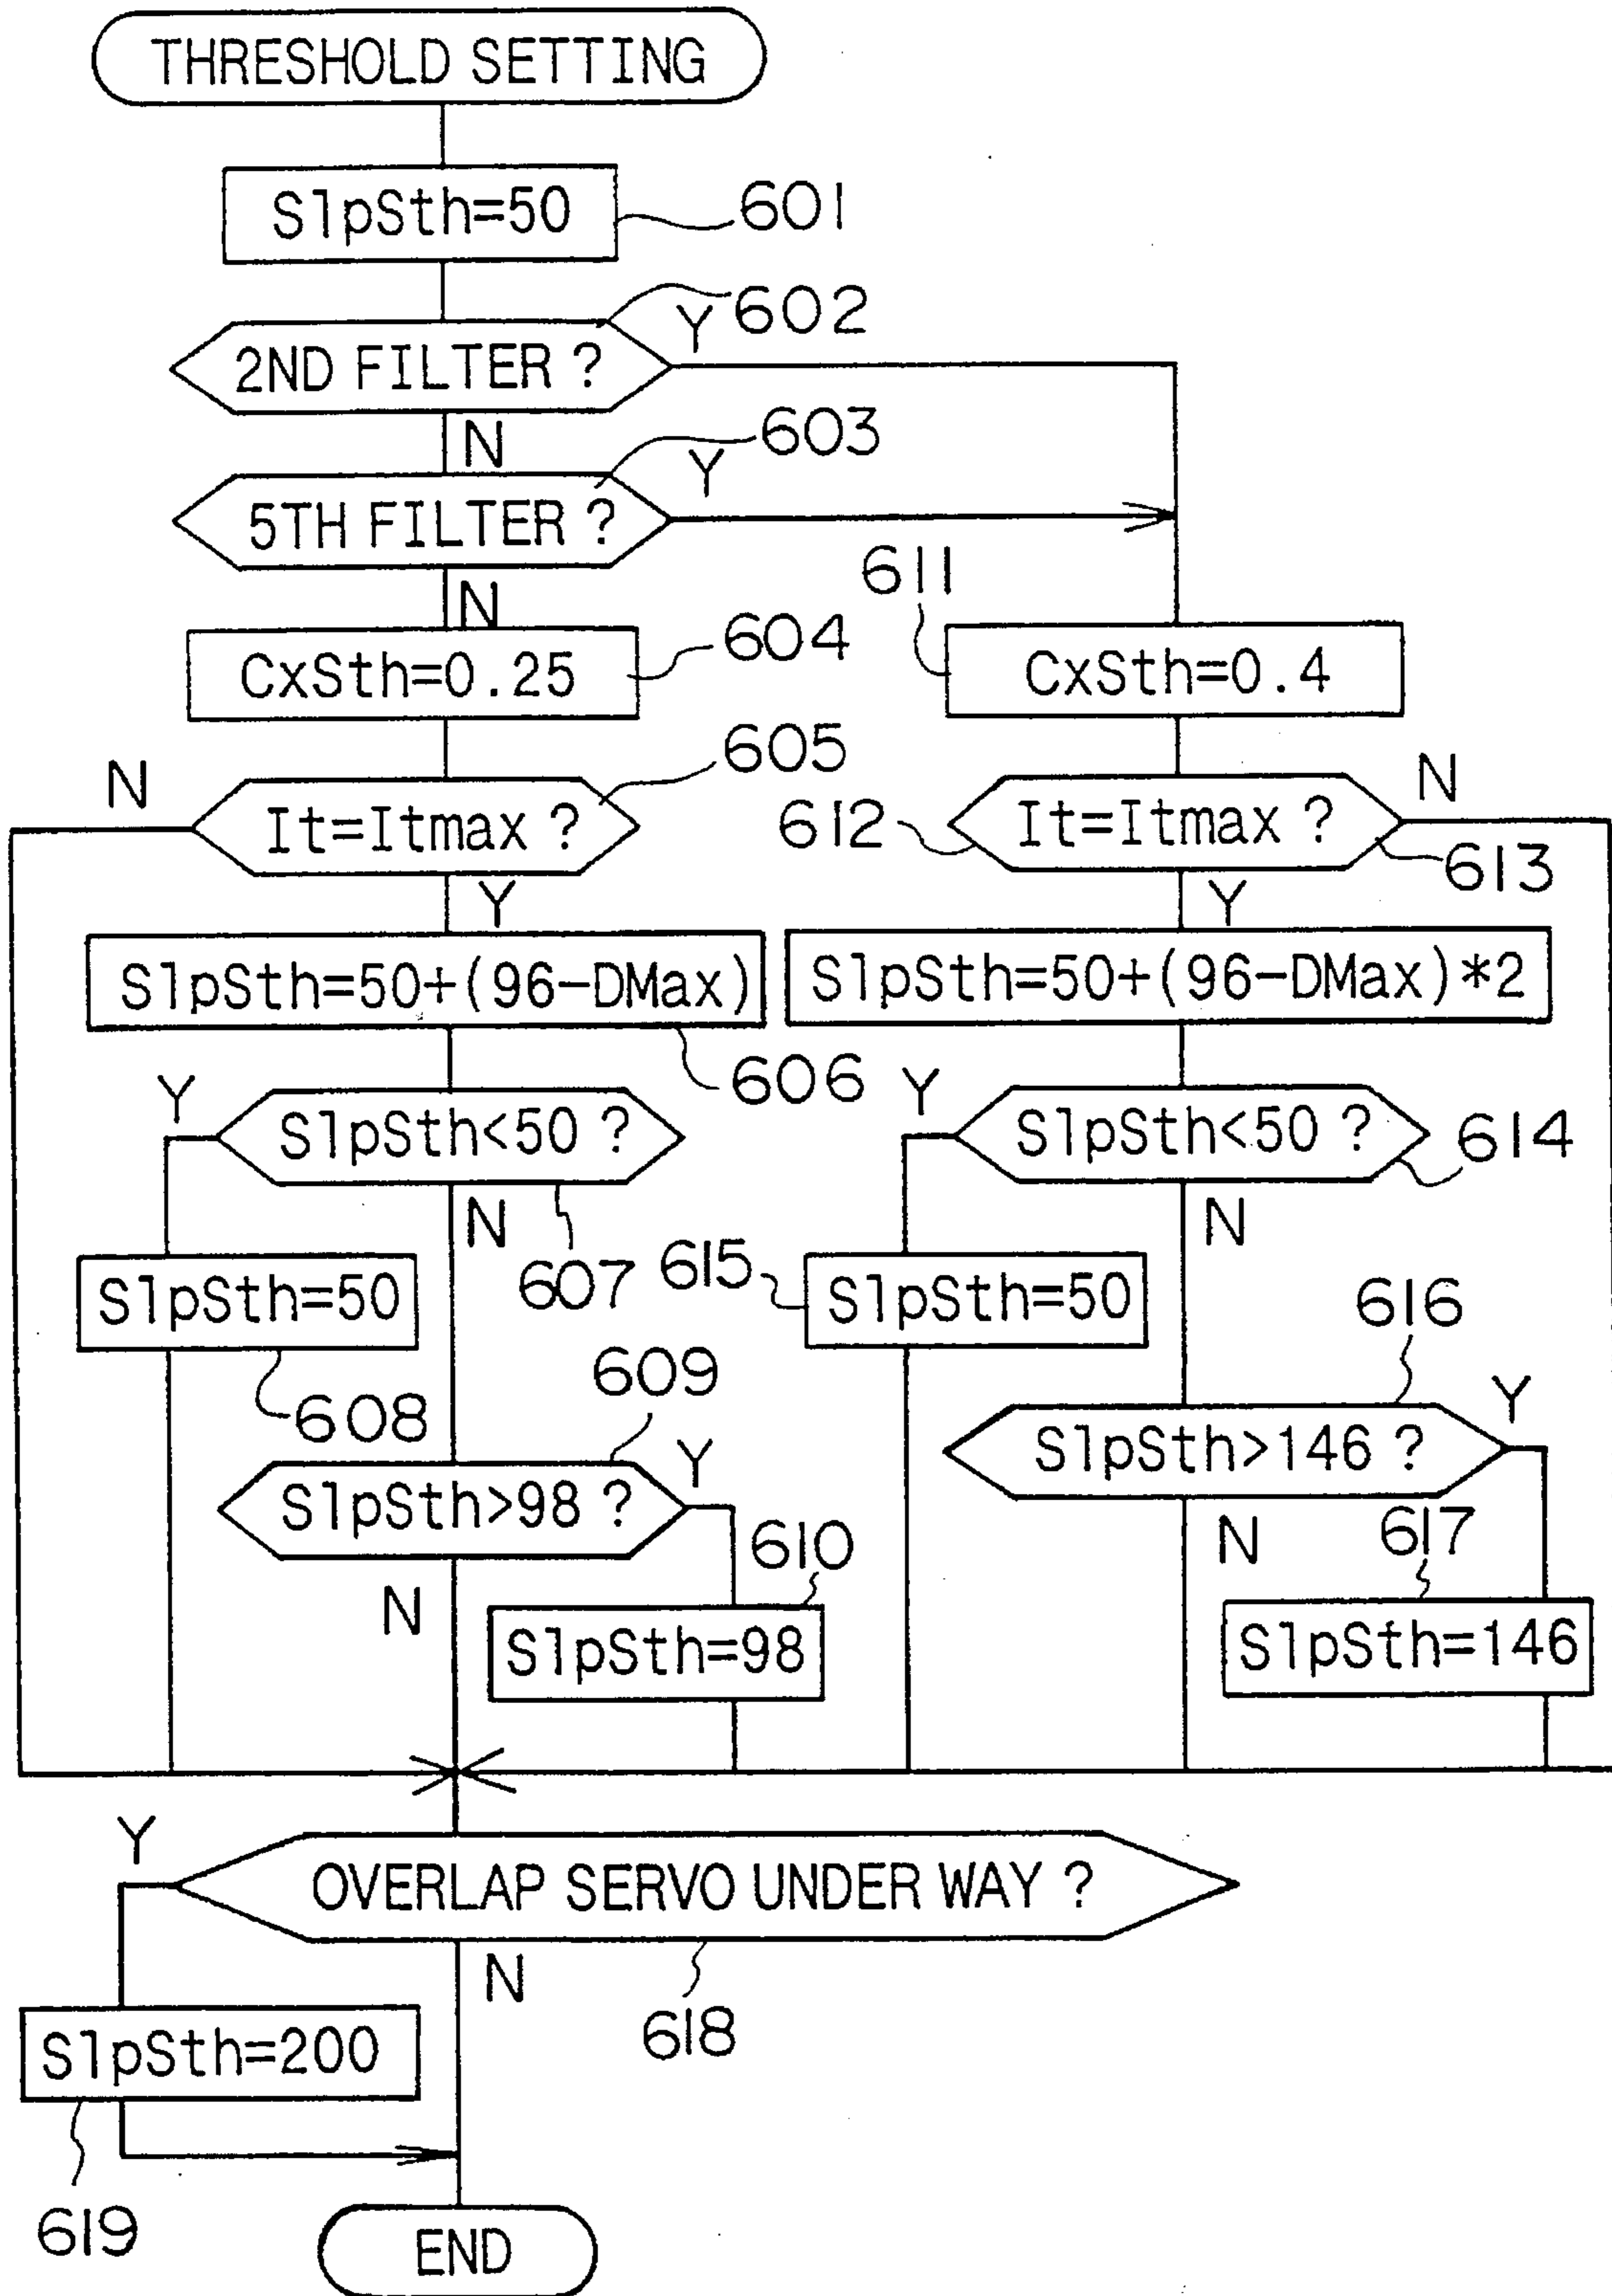 THRESHOLD SETTING
SlpSth=50
601
602
2ND FILTER ?
Y
N
603
5TH FILTER ?
Y
N
604
CxSth=0.25
611
CxSth=0.4
605
N
It=Itmax ?
Y
612
It=Itmax ?
N
613
Y
SlpSth=50+(96-DMax)
606
SlpSth=50+(96-DMax)*2
Y
SlpSth<50 ?
N
607
Y
SlpSth<50 ?
614
N
SlpSth=50
608
615
SlpSth=50
609
SlpSth>98 ?
Y
N
610
SlpSth=98
616
SlpSth>146 ?
Y
N
617
SlpSth=146
Y
OVERLAP SERVO UNDER WAY ?
N
618
SlpSth=200
619
END